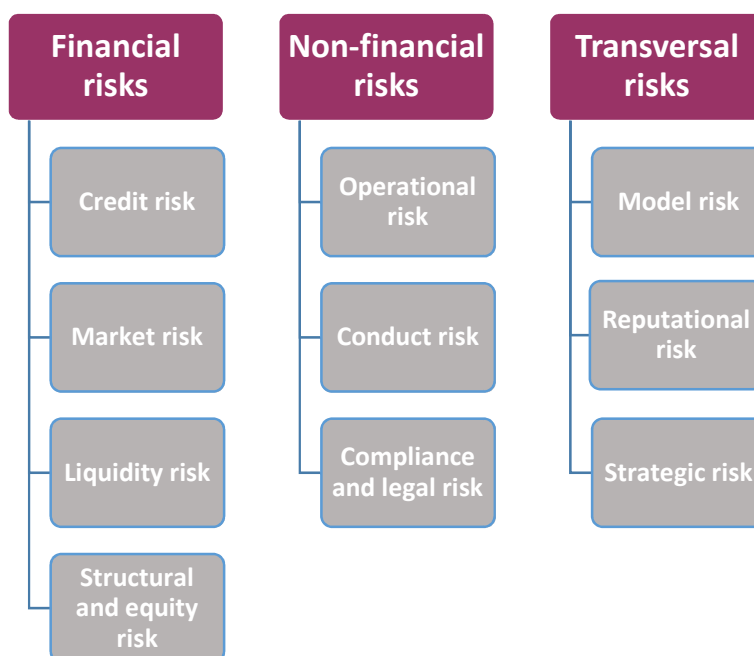 Financial
risks
Credit risk
Market risk
Liquidity risk
Structural
and equity
risk
Non-financial
risks
Operational
risk
Conduct risk
Compliance
and legal risk
Transversal
risks
Model risk
Reputational
risk
Strategic risk